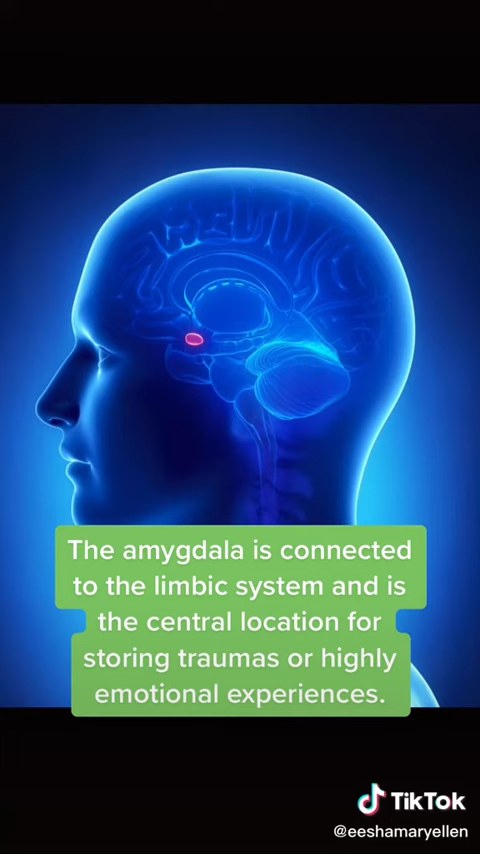 The amygdala is connected
to the limbic system and is
the central location for
storing traumas or highly
emotional experiences.
TikTok
@eeshamaryellen